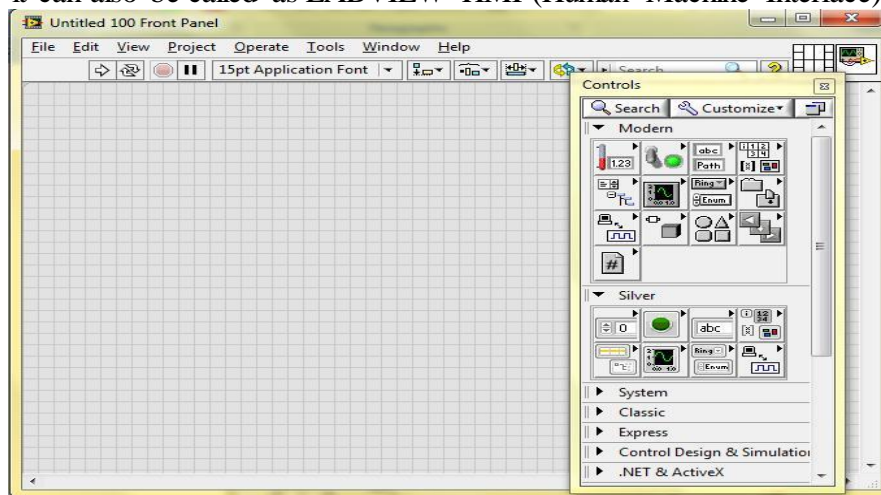 it can also be called as LABVIEW HMI (Human Machine Interface)
Untitled 100 Front Panel
File Edit View Project Operate Tools Window Help
15pt Application Font
Search
Controls
Search Customize
Modern
1.23
abc
Path
Ring
Enum
#
Silver
0
abc
Ring
Enum
System
Classic
Express
Control Design & Simulation
.NET & ActiveX